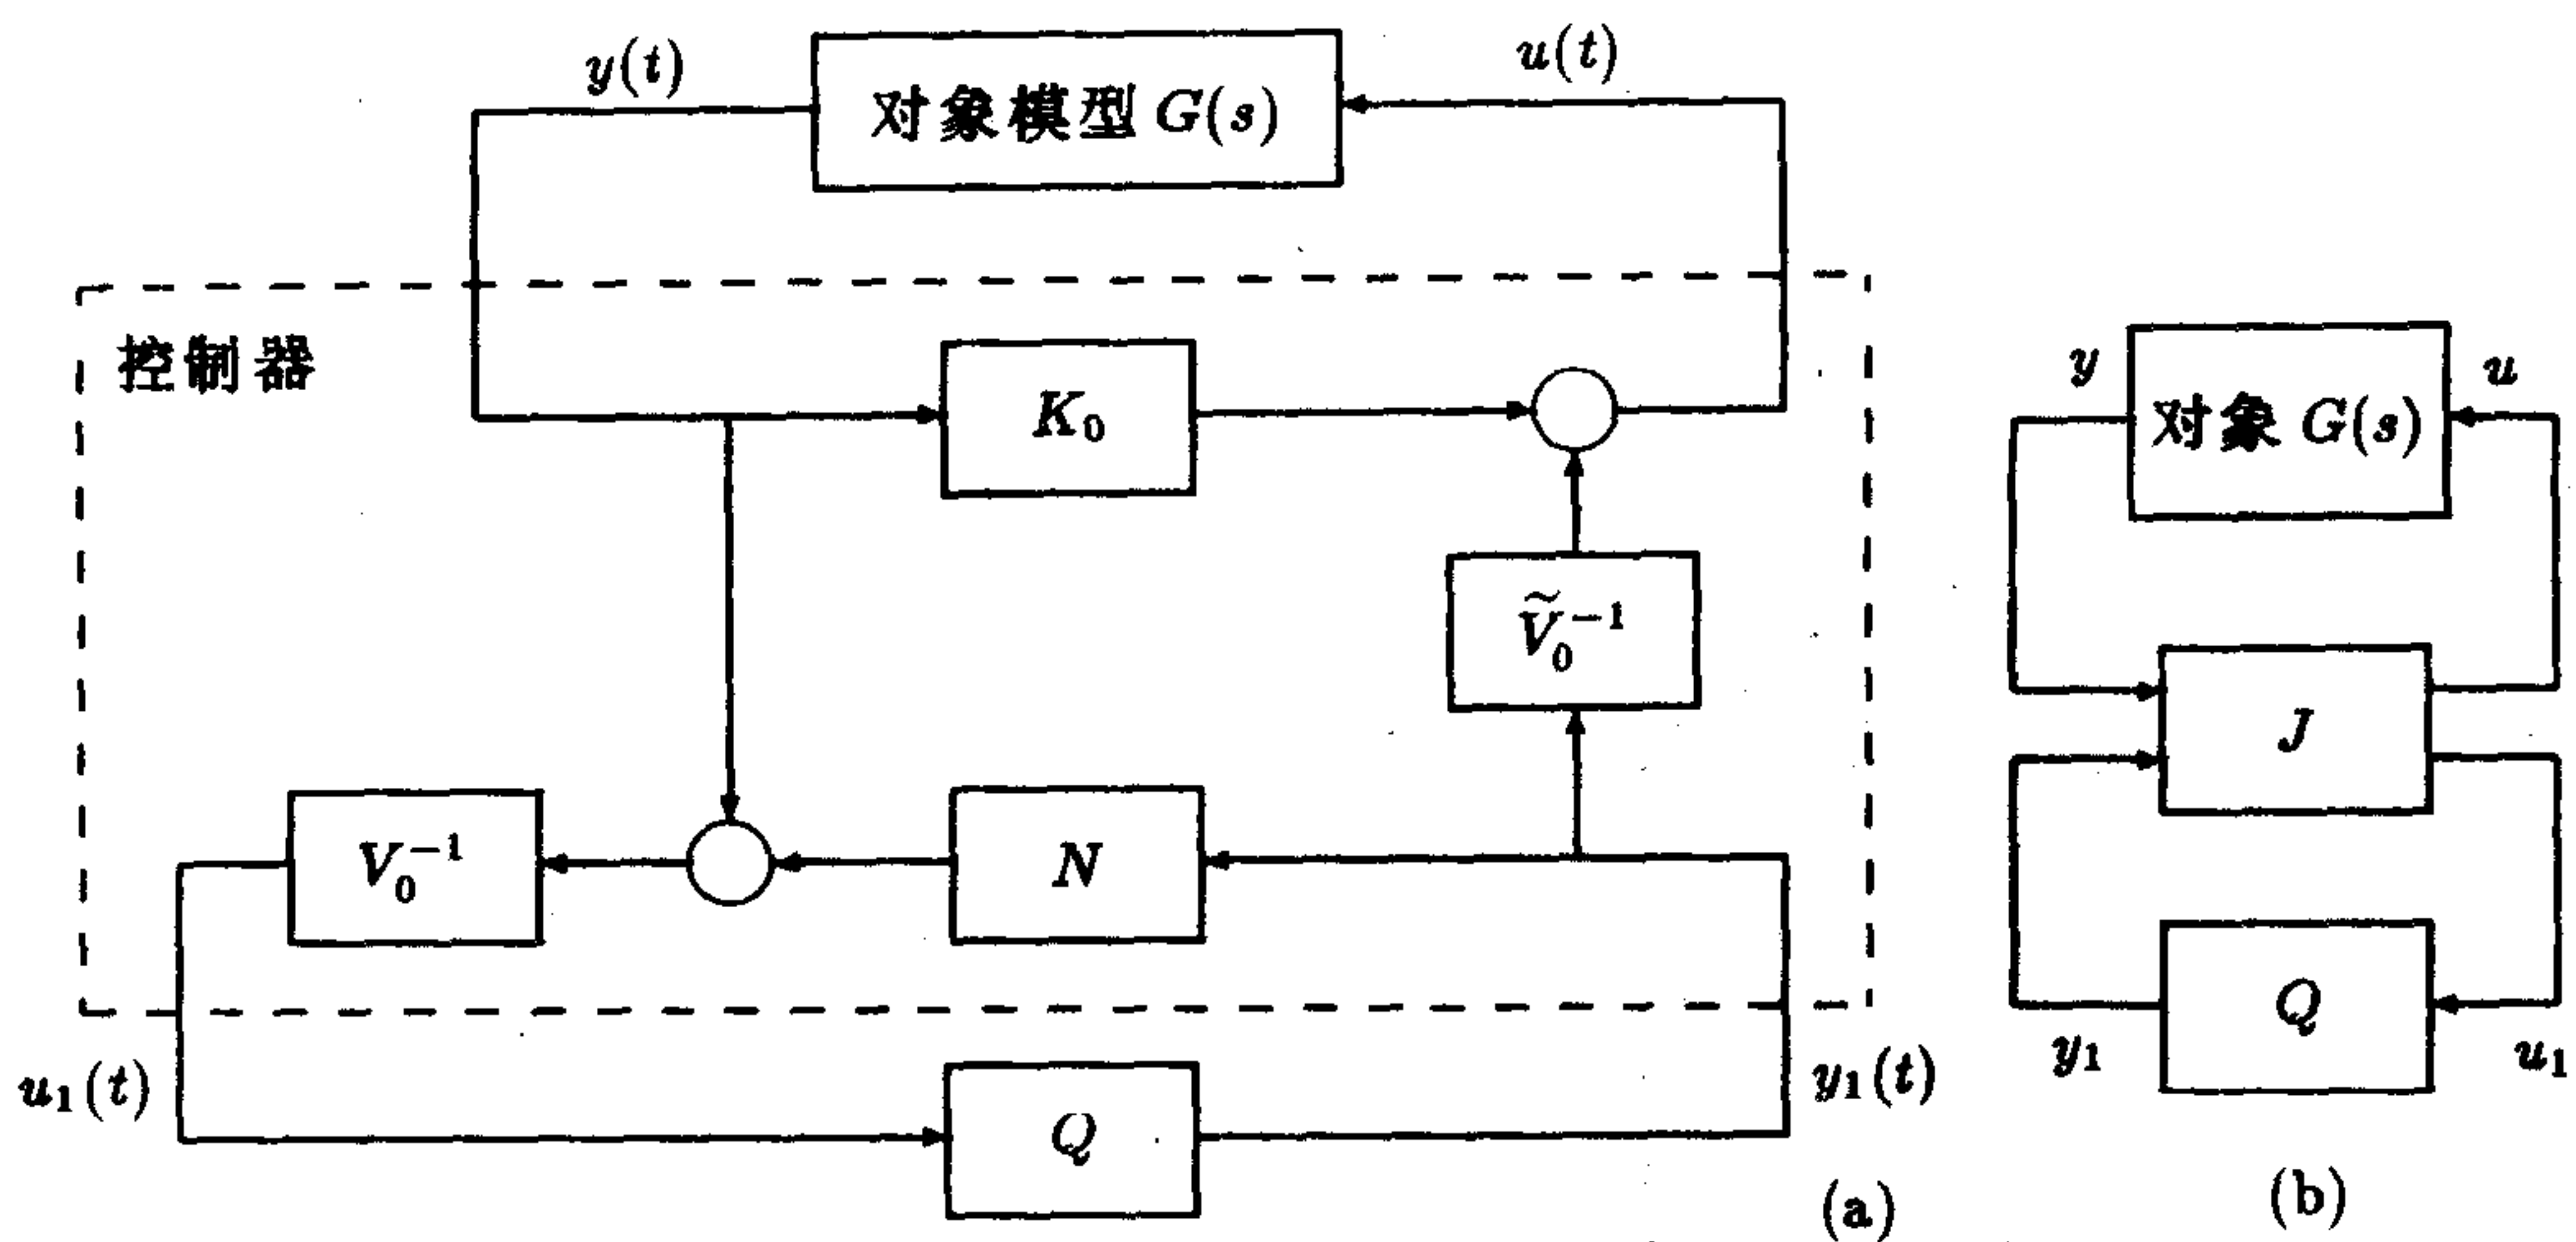 y(t)
对象模型 G(s)
u(t)
控制器
K₀
Ṽ₀⁻¹
V₀⁻¹
N
u₁(t)
Q
y₁(t)
(a)
y
对象 G(s)
u
J
Q
y₁
u₁
(b)